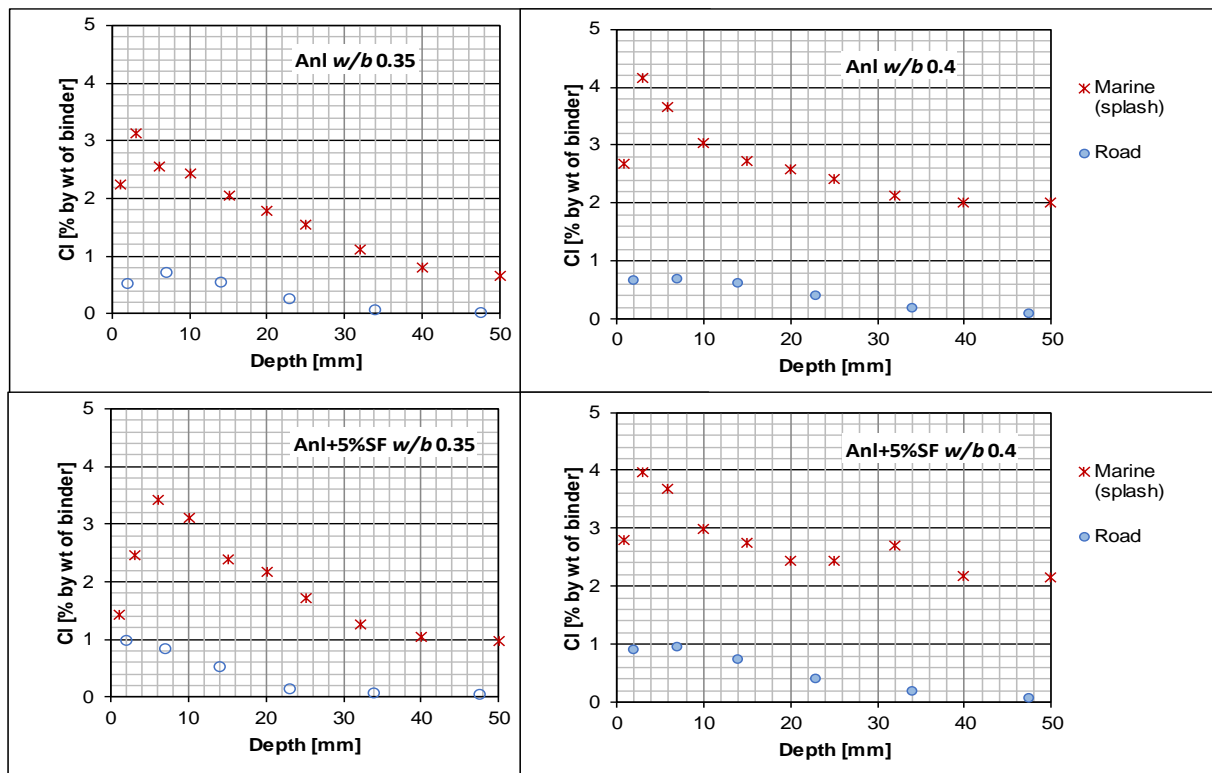 Anl w/b 0.35
Cl [% by wt of binder]
5
4
3
2
1
0
0 10 20 30 40 50
Depth [mm]
Anl w/b 0.4
Cl [% by wt of binder]
5
4
3
2
1
0
0 10 20 30 40 50
Depth [mm]
Marine
(splash)
Road
Anl+5%SF w/b 0.35
Cl [% by wt of binder]
5
4
3
2
1
0
0 10 20 30 40 50
Depth [mm]
Anl+5%SF w/b 0.4
Cl [% by wt of binder]
5
4
3
2
1
0
0 10 20 30 40 50
Depth [mm]
Marine
(splash)
Road